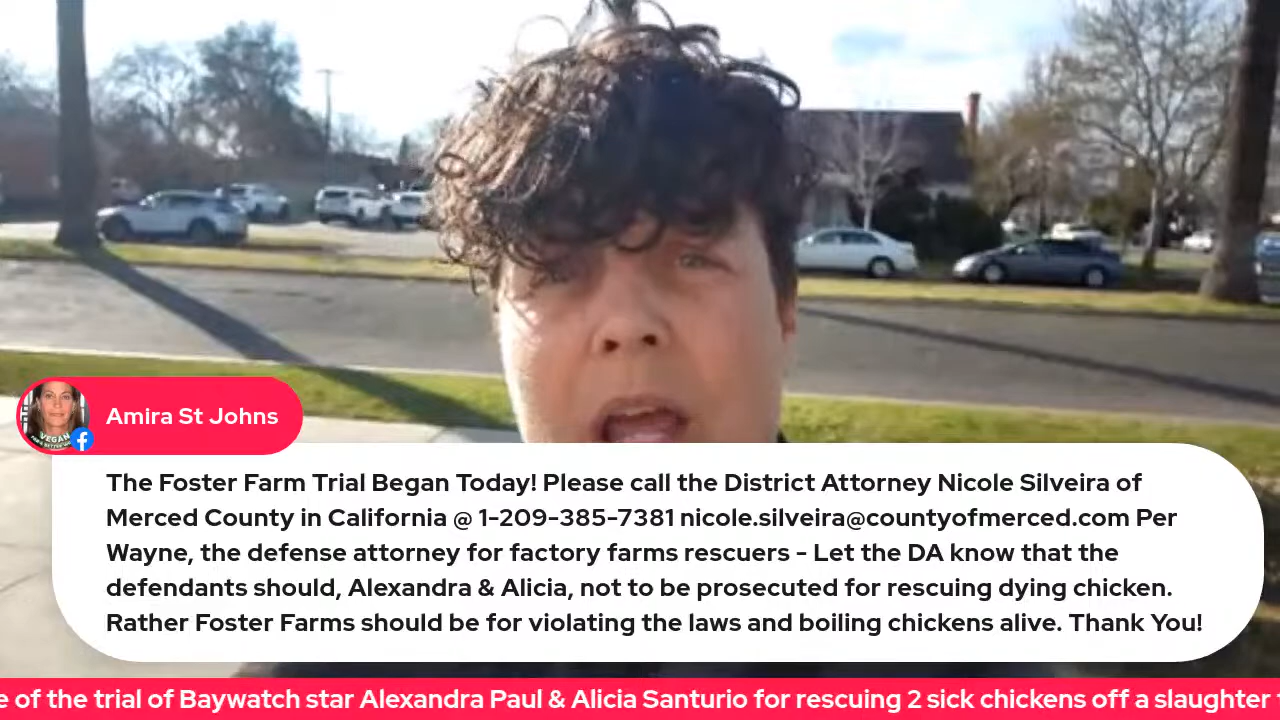 Amira St Johns
VEGAN
The Foster Farm Trial Began Today! Please call the District Attorney Nicole Silveira of
Merced County in California @ 1-209-385-7381 nicole.silveira@countyofmerced.com Per
Wayne, the defense attorney for factory farms rescuers - Let the DA know that the
defendants should, Alexandra & Alicia, not to be prosecuted for rescuing dying chicken.
Rather Foster Farms should be for violating the laws and boiling chickens alive. Thank You!
e of the trial of Baywatch star Alexandra Paul & Alicia Santurio for rescuing 2 sick chickens off a slaughter